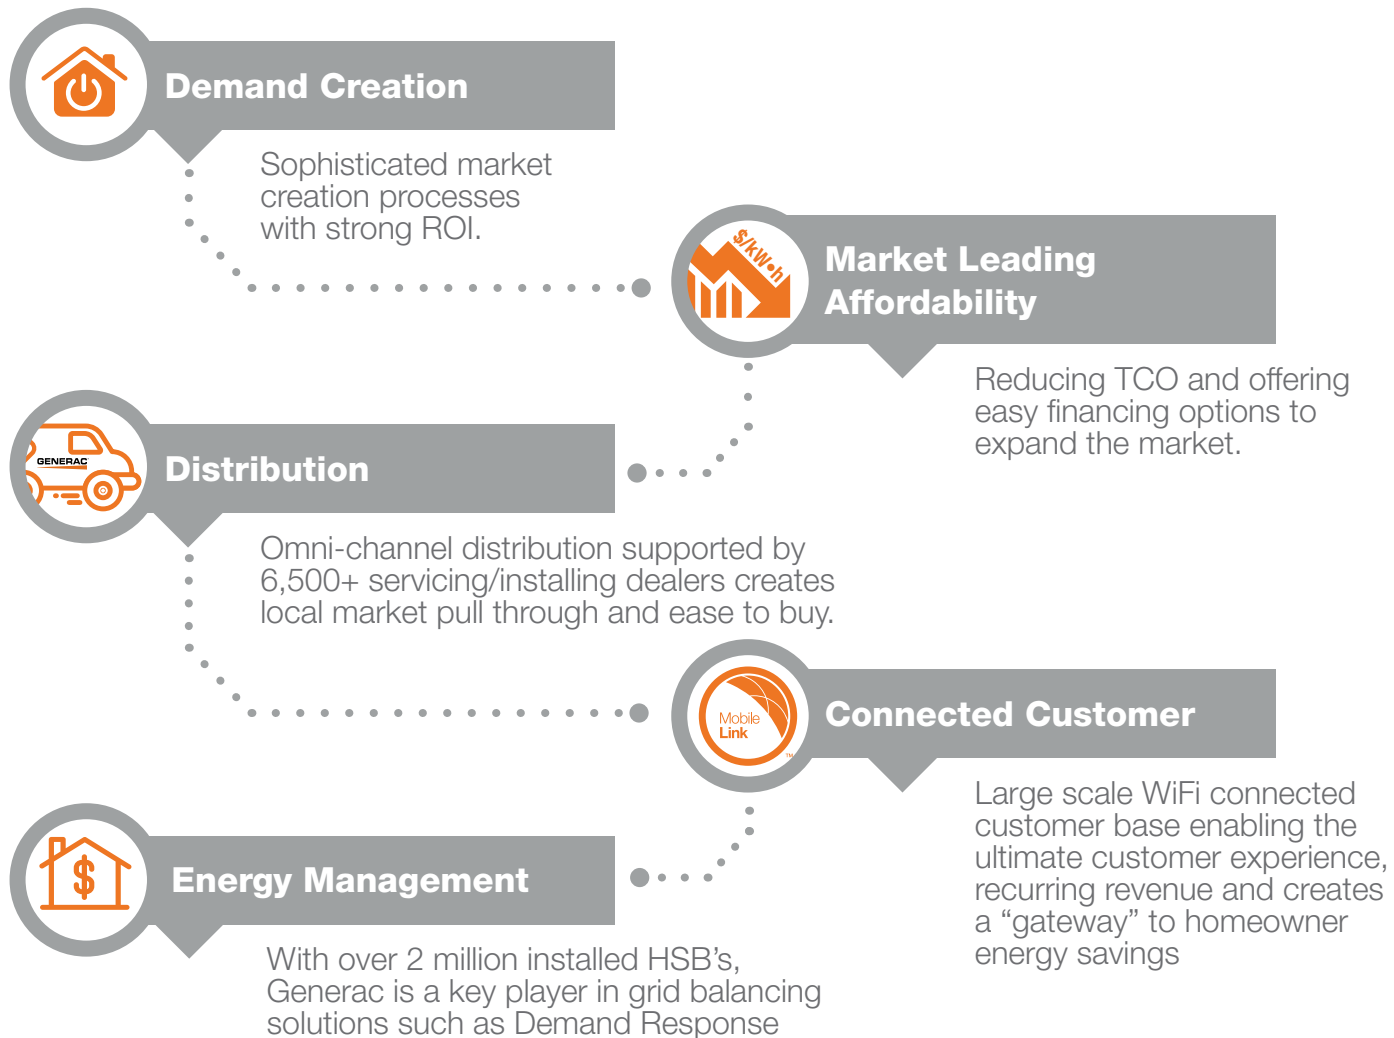 Demand Creation
Sophisticated market
creation processes
with strong ROI.
$/kW•h
Market Leading
Affordability
Reducing TCO and offering
easy financing options to
expand the market.
GENERAC
Distribution
Omni-channel distribution supported by
6,500+ servicing/installing dealers creates
local market pull through and ease to buy.
Mobile
Link
™
Connected Customer
Large scale WiFi connected
customer base enabling the
ultimate customer experience,
recurring revenue and creates
a “gateway” to homeowner
energy savings
$
Energy Management
With over 2 million installed HSB’s,
Generac is a key player in grid balancing
solutions such as Demand Response